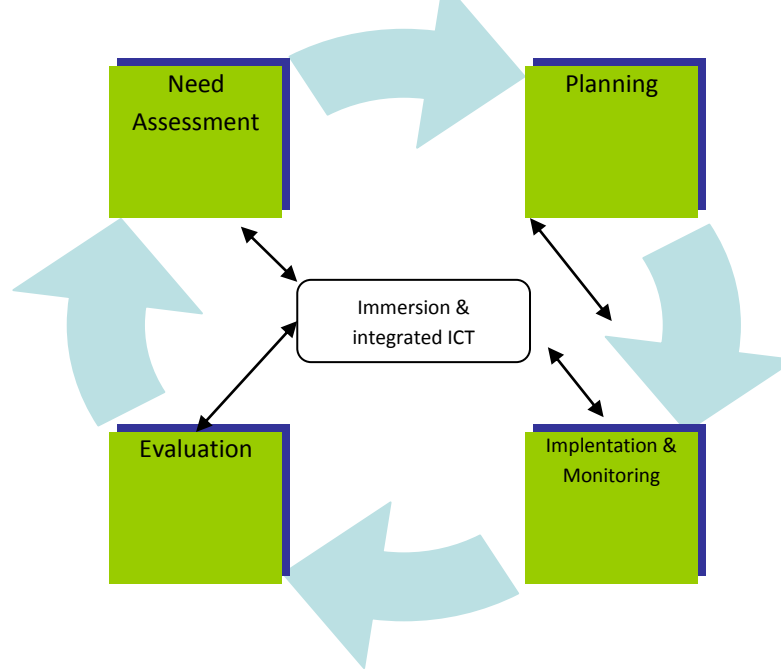 Need
Assessment
Planning
Immersion &
integrated ICT
Evaluation
Implentation &
Monitoring